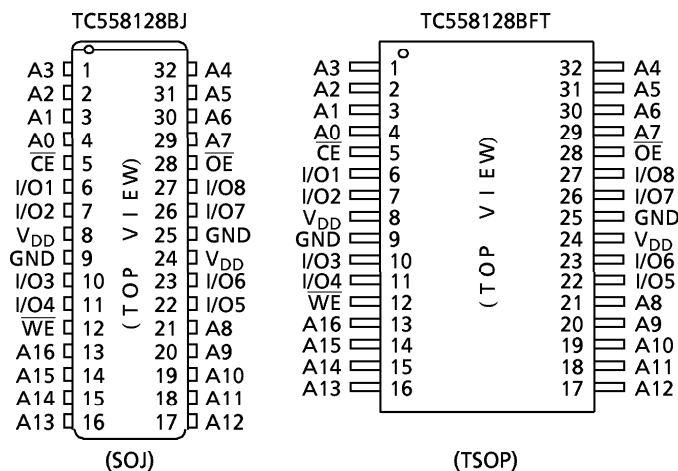 TC558128BJ
A3 1 32 A4
A2 2 31 A5
A1 3 30 A6
A0 4 29 A7
C̅E̅ 5 28 O̅E̅
I/O1 6 27 I/O8
I/O2 7 26 I/O7
VDD 8 25 GND
GND 9 24 VDD
I/O3 10 23 I/O6
I/O4 11 22 I/O5
W̅E̅ 12 21 A8
A16 13 20 A9
A15 14 19 A10
A14 15 18 A11
A13 16 17 A12
(TOP VIEW)
(SOJ)
TC558128BFT
A3 1 32 A4
A2 2 31 A5
A1 3 30 A6
A0 4 29 A7
C̅E̅ 5 28 O̅E̅
I/O1 6 27 I/O8
I/O2 7 26 I/O7
VDD 8 25 GND
GND 9 24 VDD
I/O3 10 23 I/O6
I/O4 11 22 I/O5
W̅E̅ 12 21 A8
A16 13 20 A9
A15 14 19 A10
A14 15 18 A11
A13 16 17 A12
(TOP VIEW)
(TSOP)